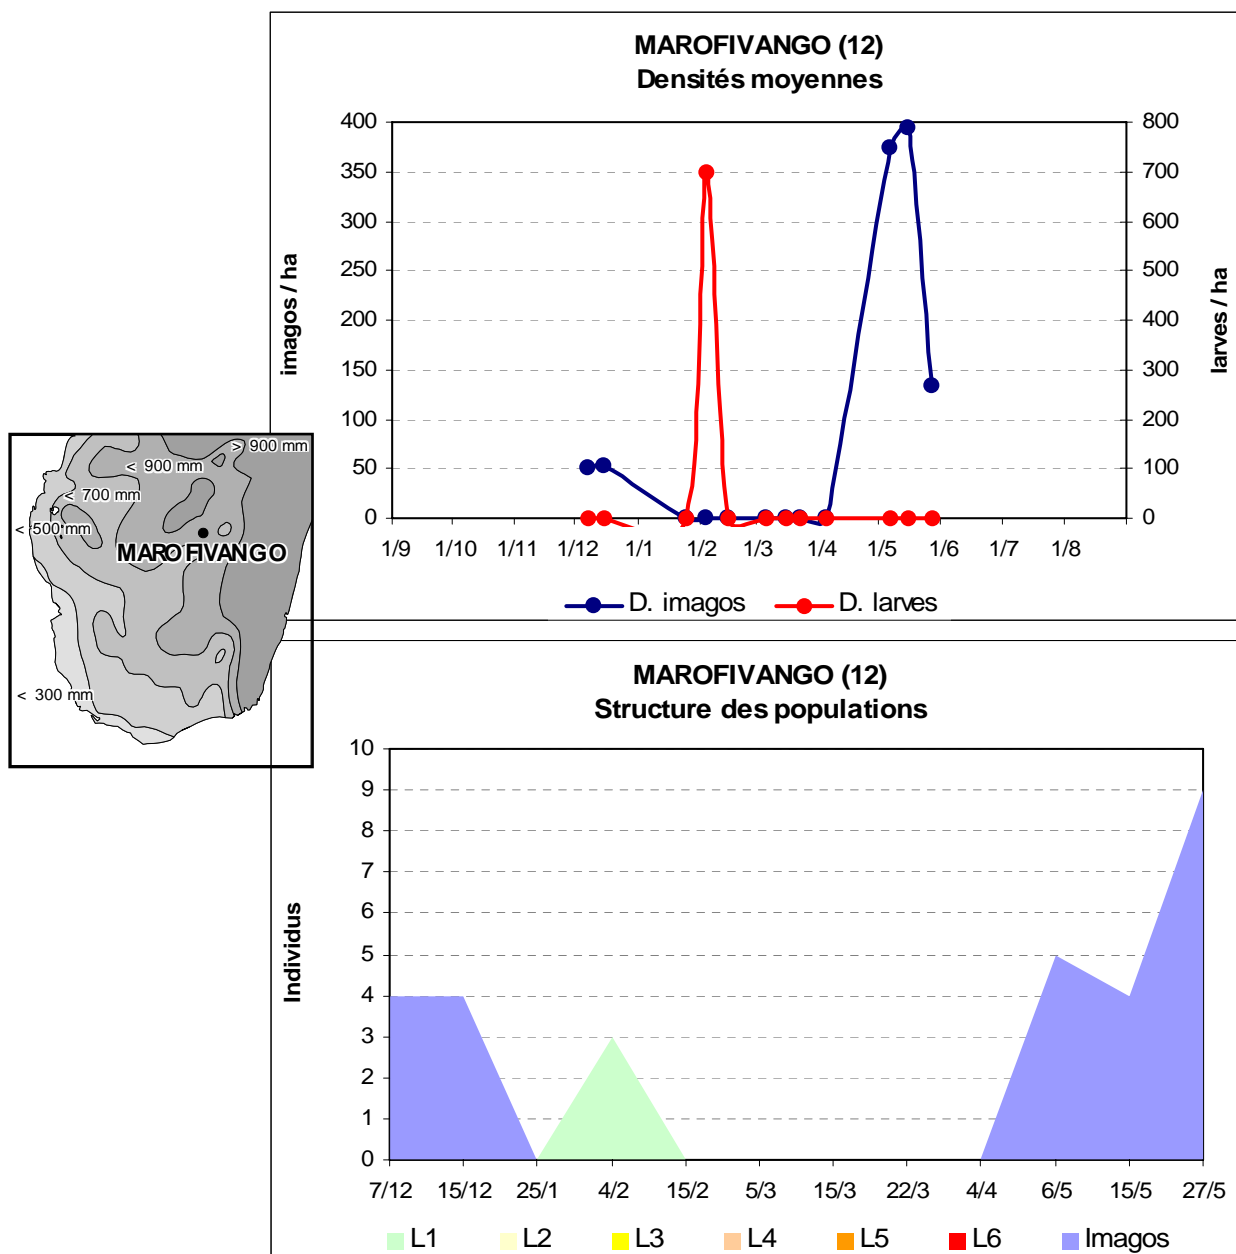 MAROFIVANGO (12)
Densités moyennes
imagos / ha
larves / ha
400
350
300
250
200
150
100
50
0
800
700
600
500
400
300
200
100
0
1/9 1/10 1/11 1/12 1/1 1/2 1/3 1/4 1/5 1/6 1/7 1/8
D. imagos D. larves
> 900 mm
< 900 mm
< 700 mm
< 500 mm
MAROFIVANGO
< 300 mm
MAROFIVANGO (12)
Structure des populations
Individus
10
9
8
7
6
5
4
3
2
1
0
7/12 15/12 25/1 4/2 15/2 5/3 15/3 22/3 4/4 6/5 15/5 27/5
L1 L2 L3 L4 L5 L6 Imagos